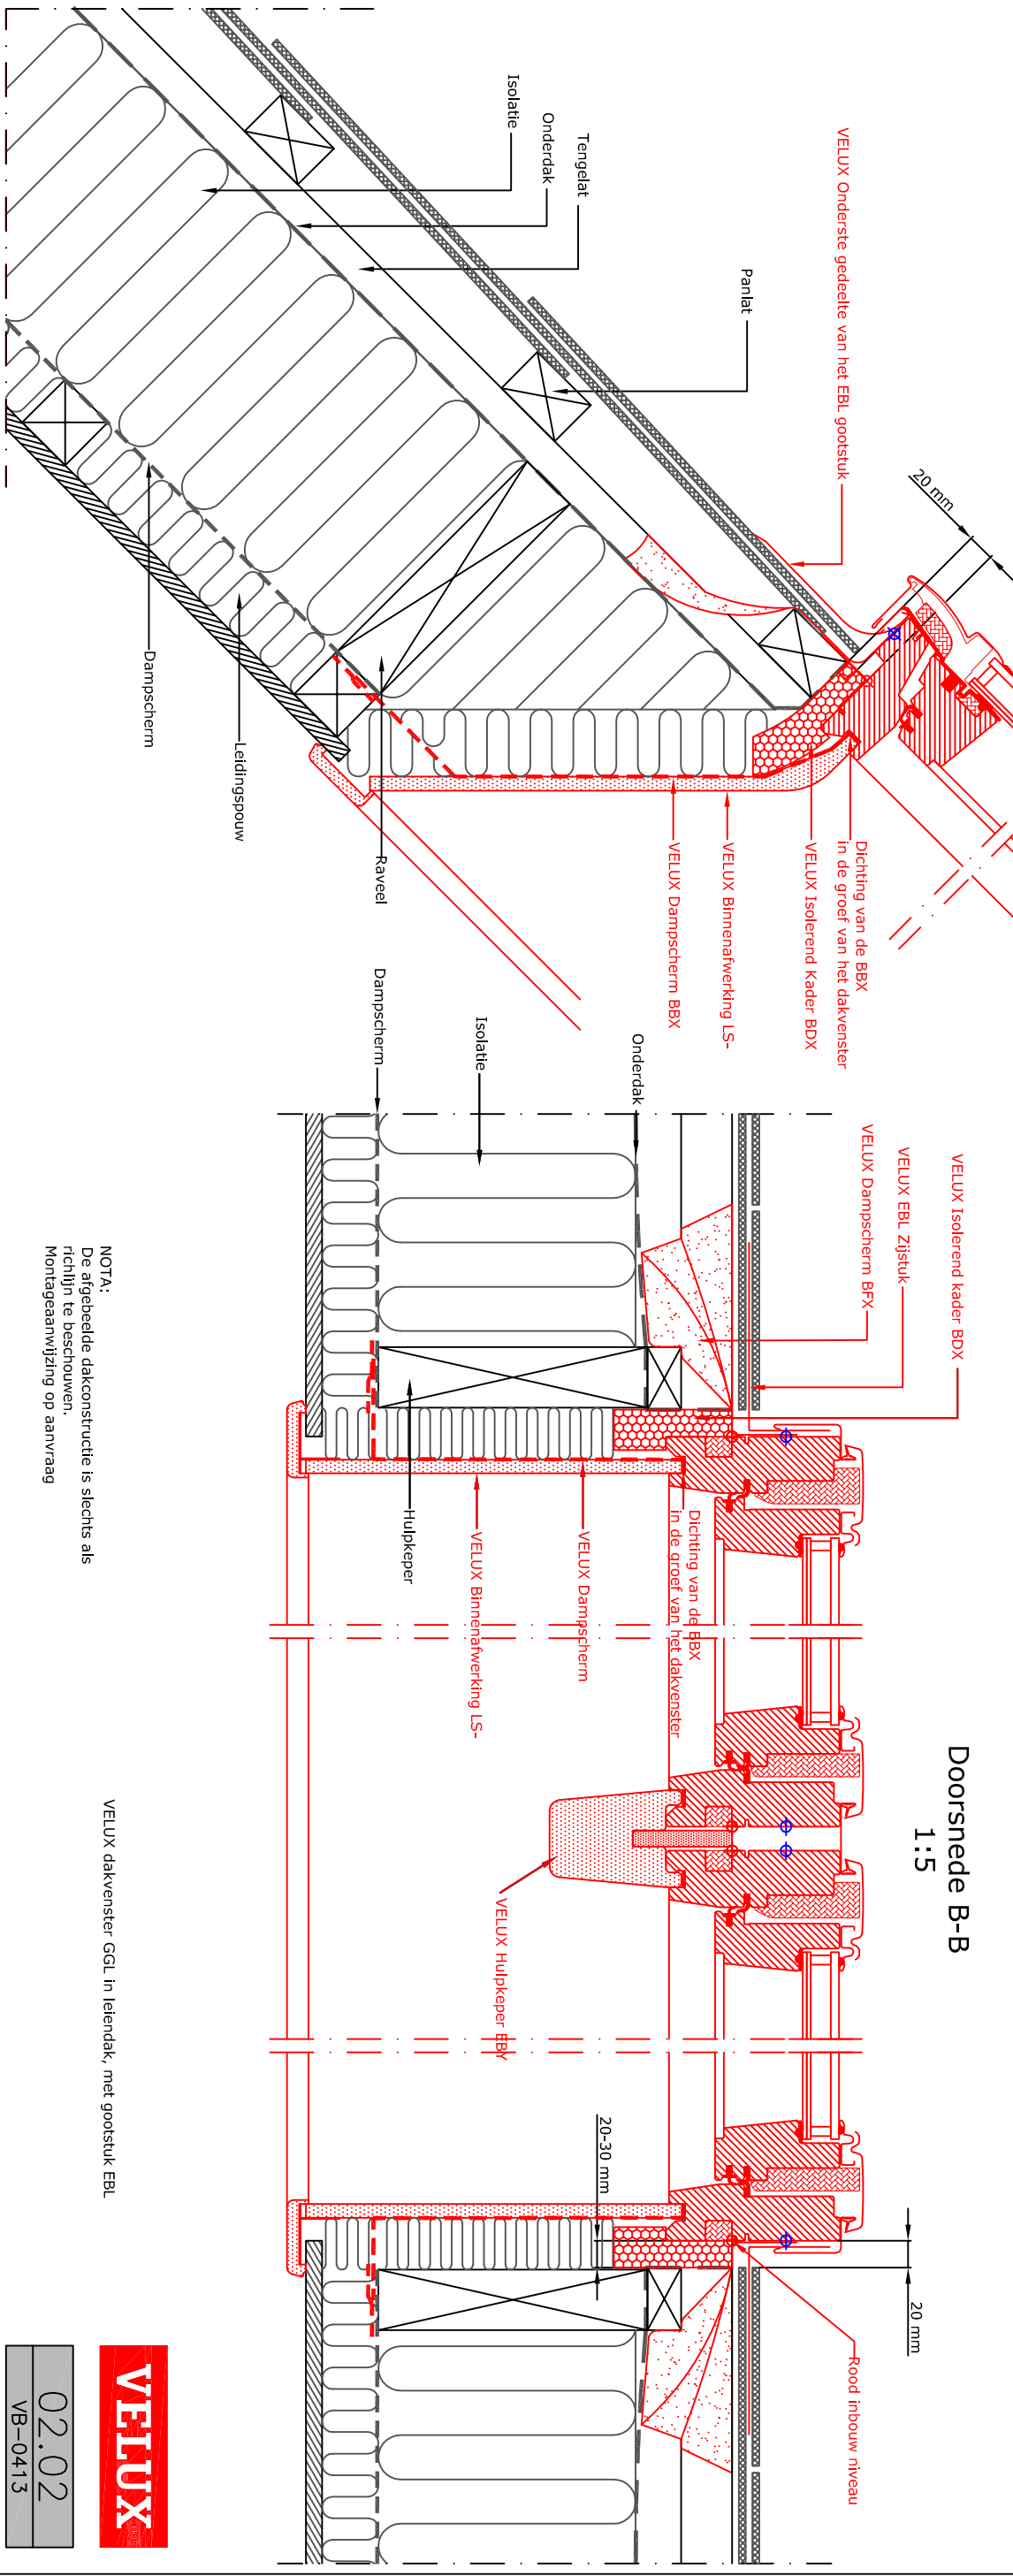 Isolatie
Onderdak
Tengelat
Panlat
VELUX Onderste gedeelte van het EBL gootstuk
20 mm
Dampscherm
Leidingspouw
Raveel
Dichting van de BBX
in de groef van het dakvenster
VELUX Isolerend Kader BDX
VELUX Binnenafwerking LS-
VELUX Dampscherm BBX
Doorsnede B-B
1:5
VELUX Isolerend kader BDX
VELUX EBL Zijstuk
VELUX Dampscherm BFX
Onderdak
Isolatie
Dampscherm
Dichting van de BBX
in de groef van het dakvenster
VELUX Dampscherm
VELUX Binnenafwerking LS-
Hulpkeper
VELUX Hulpkeper EBY
20-30 mm
20 mm
Rood inbouw niveau
NOTA:
De afgebeelde dakconstructie is slechts als
richlijn te beschouwen.
Montageaanwijzing op aanvraag
VELUX dakvenster GGL in leiendak, met gootstuk EBL
VELUX
02.02
VB-0413